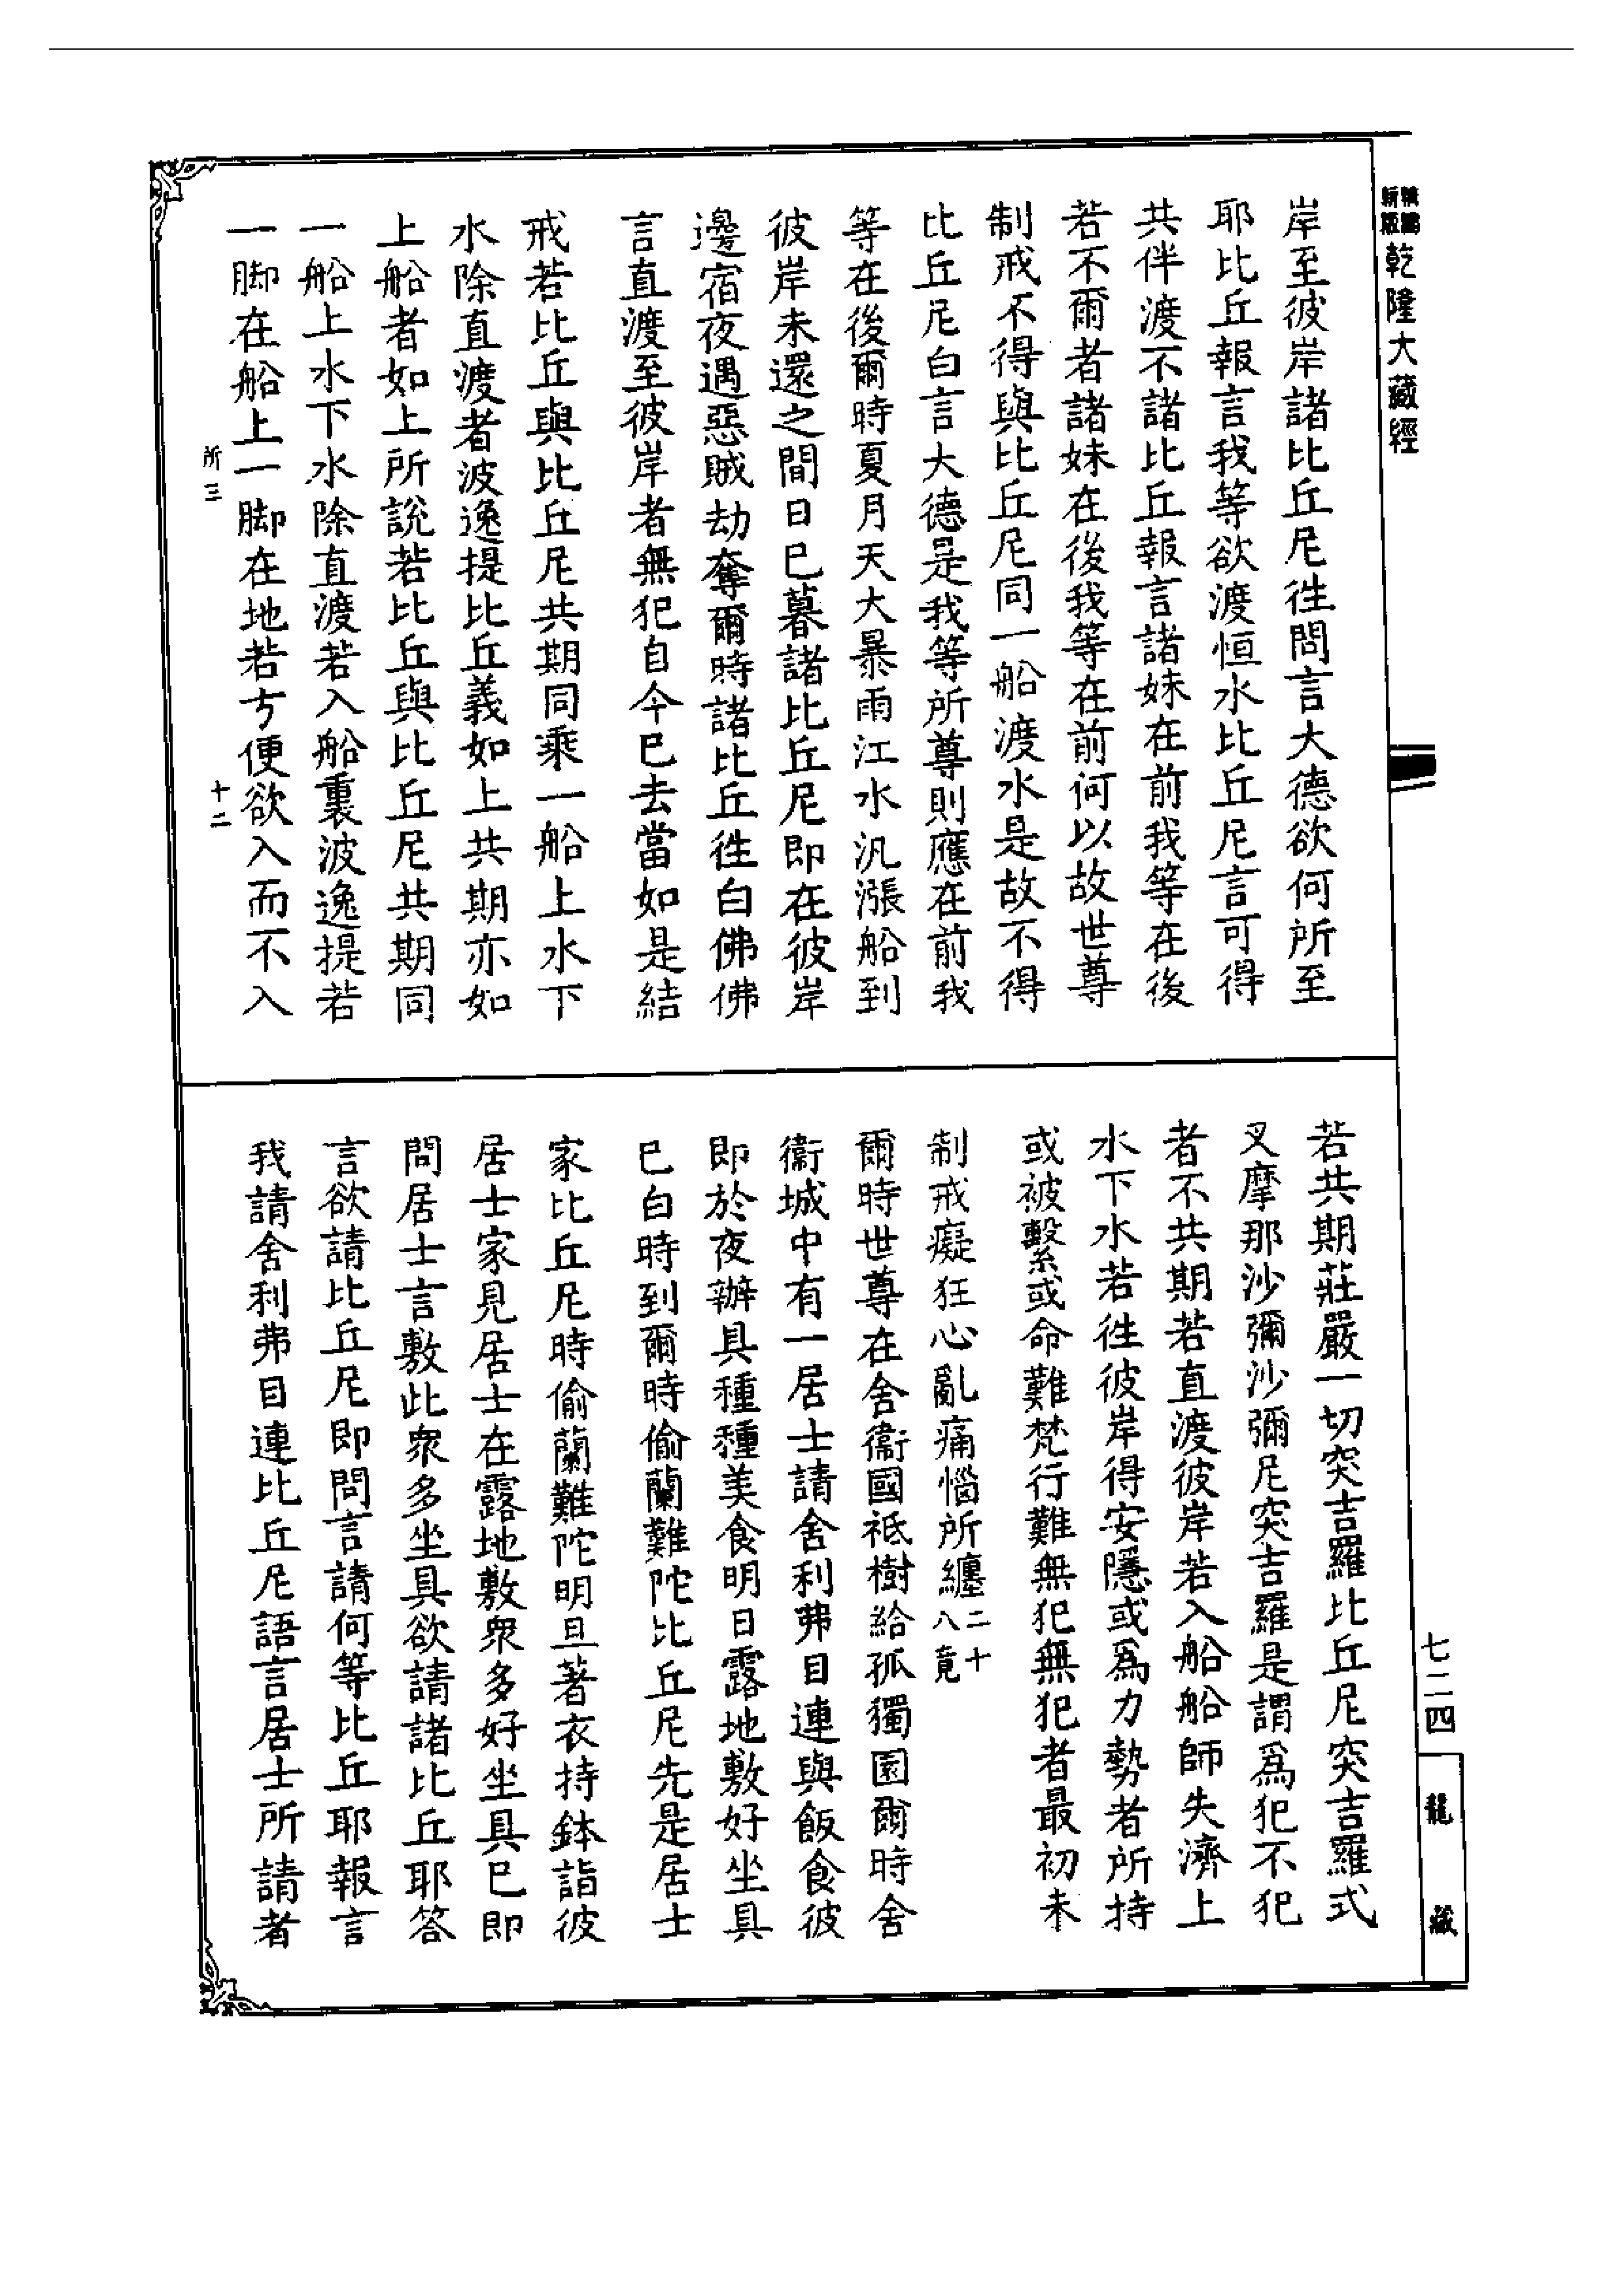 乾隆大藏經
岸至彼岸諸比丘尼徃問言大德欲何所至
耶比丘報言我等欲渡恒水比丘尼言可得
共伴渡不諸比丘報言諸妹在前我等在後
若不爾者諸妹在後我等在前何以故世尊
制戒不得與比丘尼同一船渡水是故不得
比丘尼白言大德是我等所尊則應在前我
等在後爾時夏月天大暴雨江水汎漲船到
彼岸未還之間日已暮諸比丘尼即在彼岸
邊宿夜遇惡賊劫奪爾時諸比丘徃白佛佛
言直渡至彼岸者無犯自今已去當如是結
戒若比丘與比丘尼共期同乘一船上水下
水除直渡者波逸提比丘義如上共期亦如
上船者如上所說若比丘與比丘尼共期同
一船上水下水除直渡若入船裏波逸提若
一脚在船上一脚在地若方便欲入而不入
所三
十二
若共期莊嚴一切突吉羅比丘尼突吉羅式
叉摩那沙彌沙彌尼突吉羅是謂爲犯不犯
者不共期若直渡彼岸若入船船師失濟上
水下水若徃彼岸得安隱或爲力勢者所持
或被繫或命難梵行難無犯無犯者最初未
制戒癡狂心亂痛惱所纏二十八竟
爾時世尊在舍衞國祇樹給孤獨園爾時舍
衞城中有一居士請舍利弗目連與飯食彼
即於夜辦具種種美食明日露地敷好坐具
已白時到爾時偷蘭難陀比丘尼先是居士
家比丘尼時偷蘭難陀明旦著衣持鉢詣彼
居士家見居士在露地敷衆多好坐具已即
問居士言敷此衆多坐具欲請諸比丘耶答
言欲請比丘尼即問言請何等比丘耶報言
我請舍利弗目連比丘尼語言居士所請者
七二四
龍藏